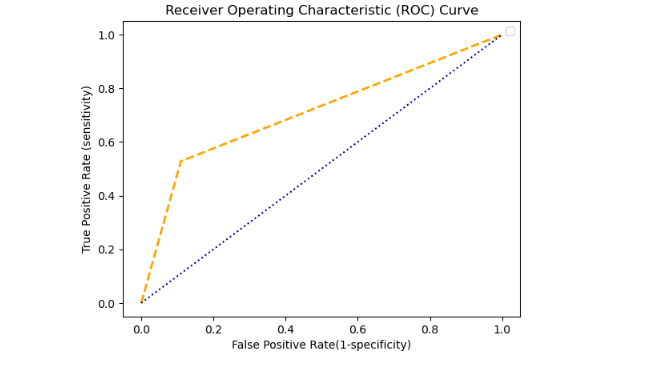 Receiver Operating Characteristic (ROC) Curve
1.0
0.8
0.6
0.4
0.2
0.0
True Positive Rate (sensitivity)
0.0 0.2 0.4 0.6 0.8 1.0
False Positive Rate(1-specificity)